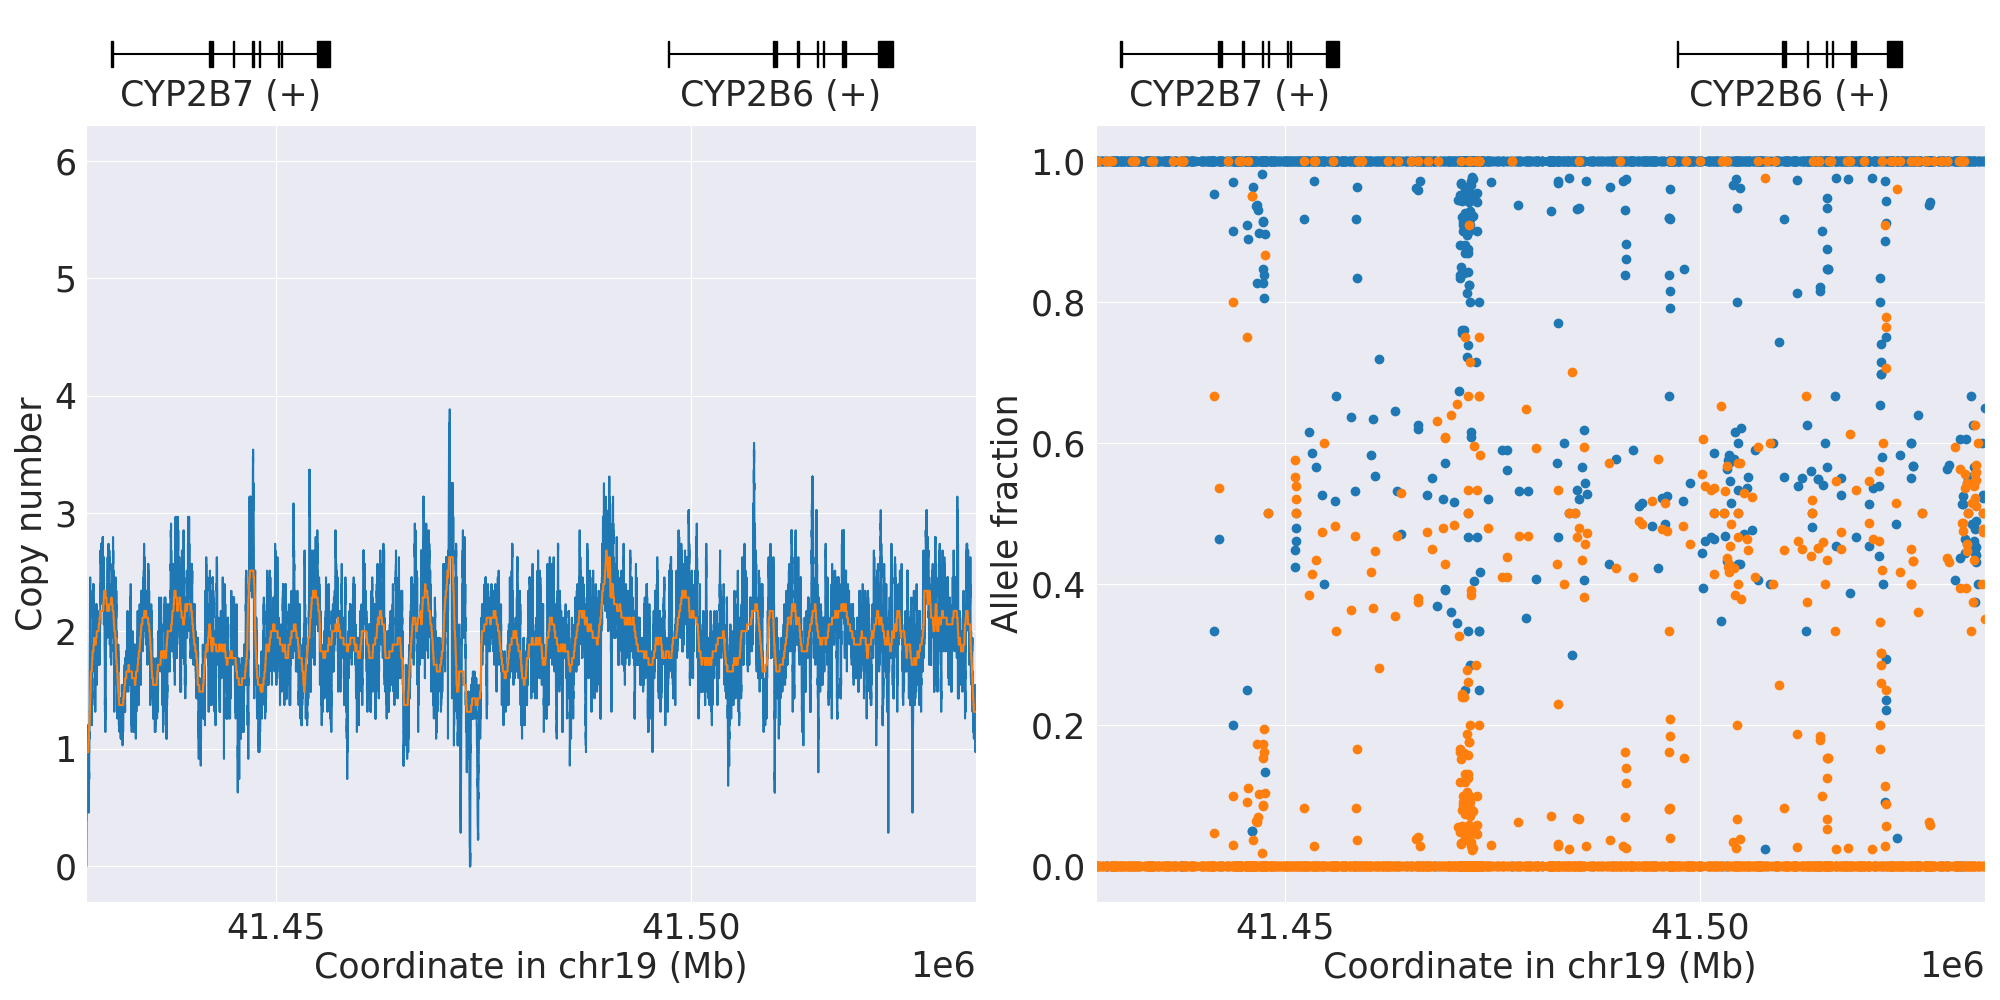 CYP2B7 (+) CYP2B6 (+)
6
5
4
3
2
1
0
Copy number
41.45 41.50
Coordinate in chr19 (Mb) 1e6
CYP2B7 (+) CYP2B6 (+)
1.0
0.8
0.6
0.4
0.2
0.0
Allele fraction
41.45 41.50
Coordinate in chr19 (Mb) 1e6